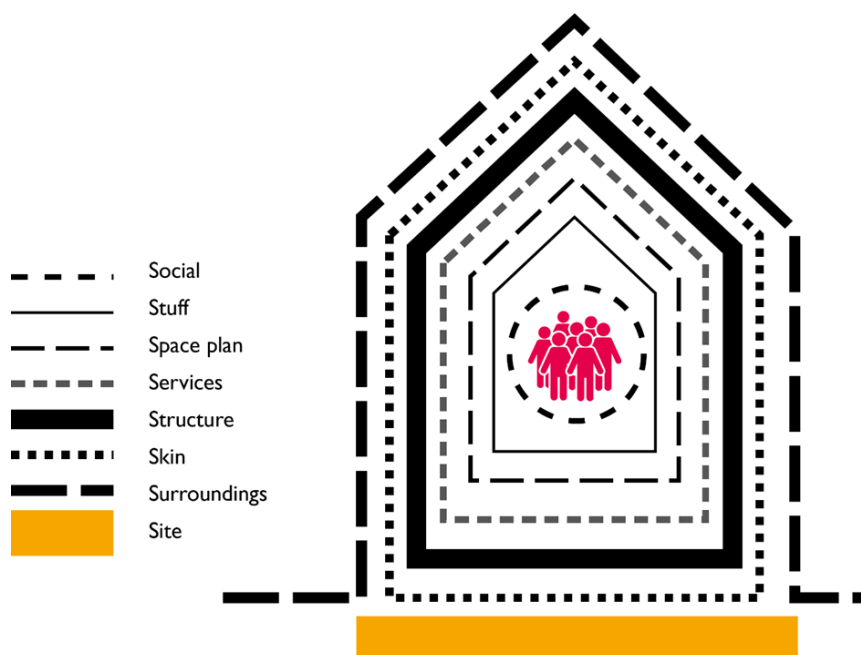 Social
Stuff
Space plan
Services
Structure
Skin
Surroundings
Site